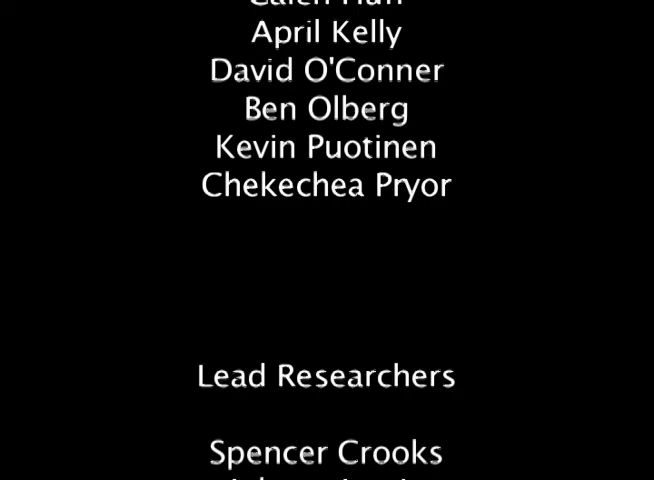 April Kelly
David O'Conner
Ben Olberg
Kevin Puotinen
Chekechea Pryor
Lead Researchers
Spencer Crooks